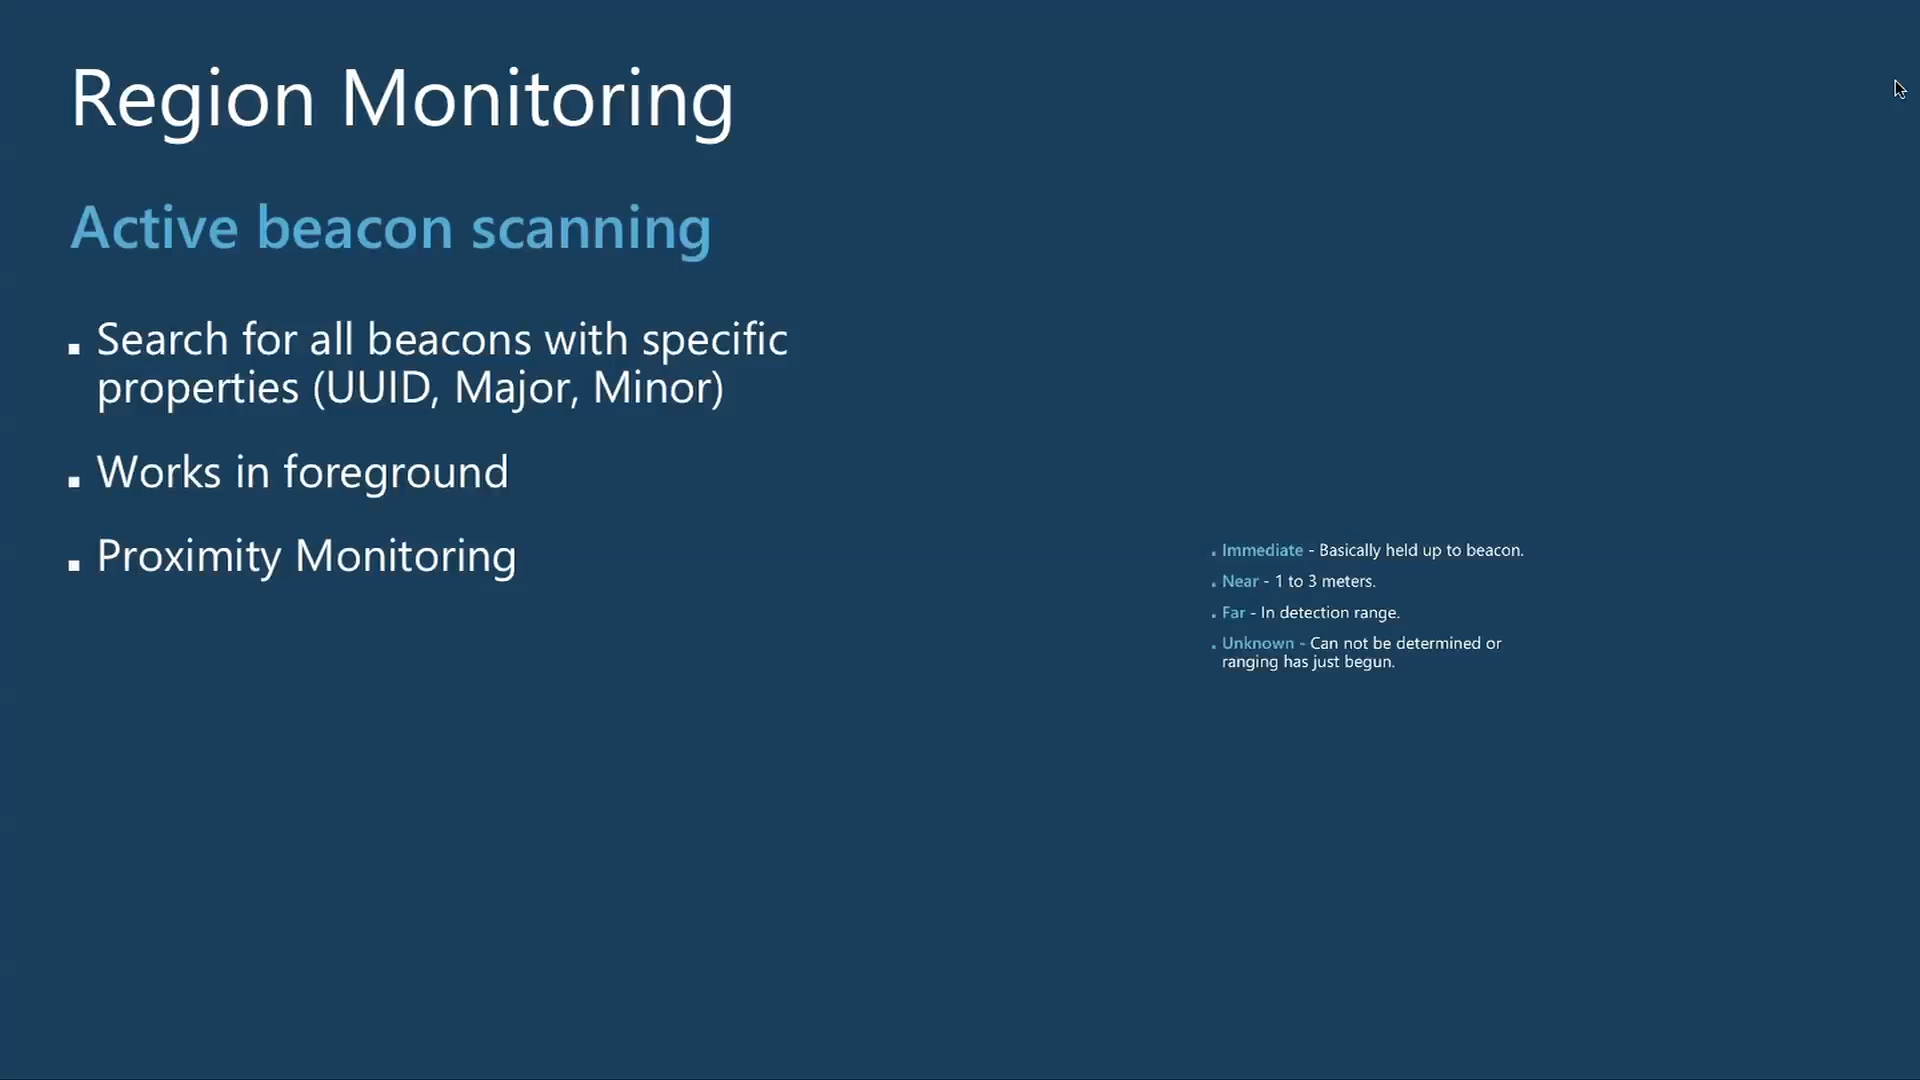 Region Monitoring
Active beacon scanning
▪ Search for all beacons with specific
properties (UUID, Major, Minor)
▪ Works in foreground
▪ Proximity Monitoring
▪ Immediate - Basically held up to beacon.
▪ Near - 1 to 3 meters.
▪ Far - In detection range.
▪ Unknown - Can not be determined or
ranging has just begun.